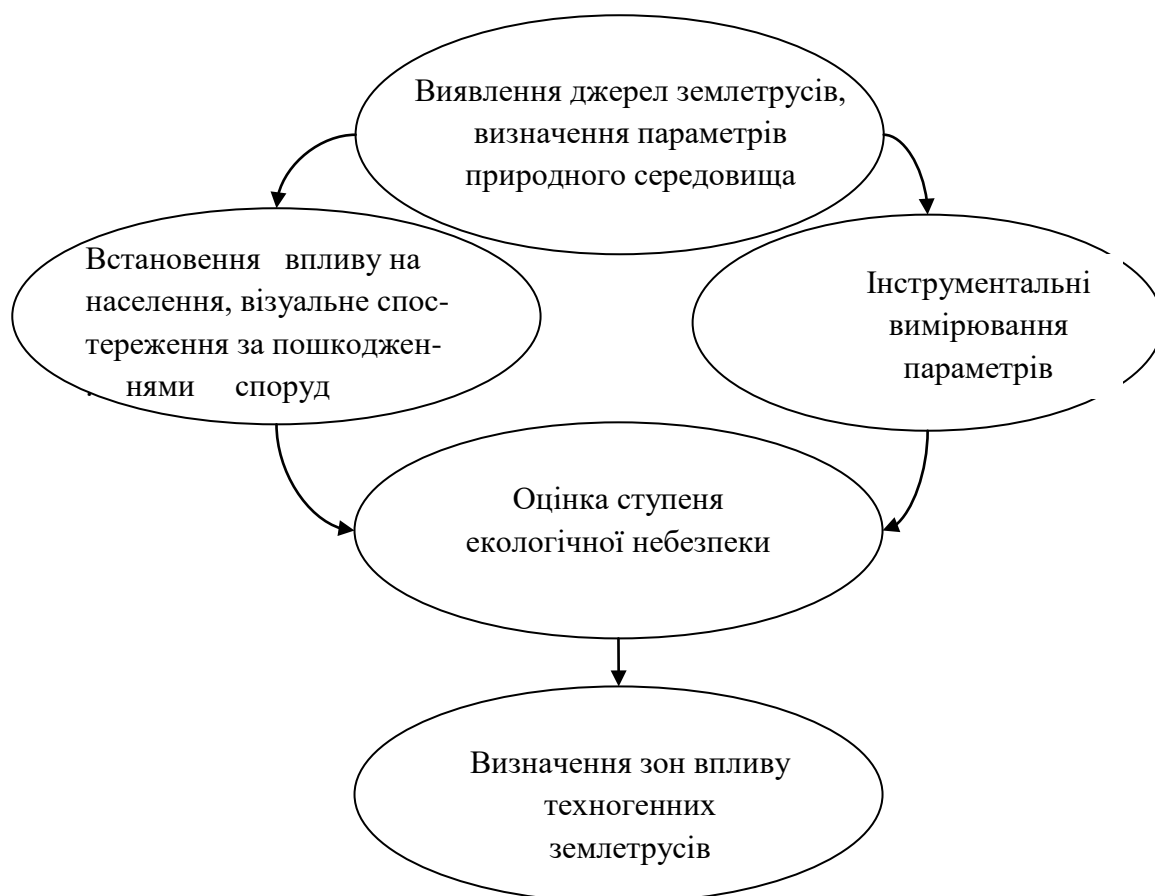 Виявлення джерел землетрусів,
визначення параметрів
природного середовища
Встановення впливу на
населення, візуальне спос-
тереження за пошкоджен-
нями споруд
Інструментальні
вимірювання
параметрів
Оцінка ступеня
екологічної небезпеки
Визначення зон впливу
техногенних
землетрусів